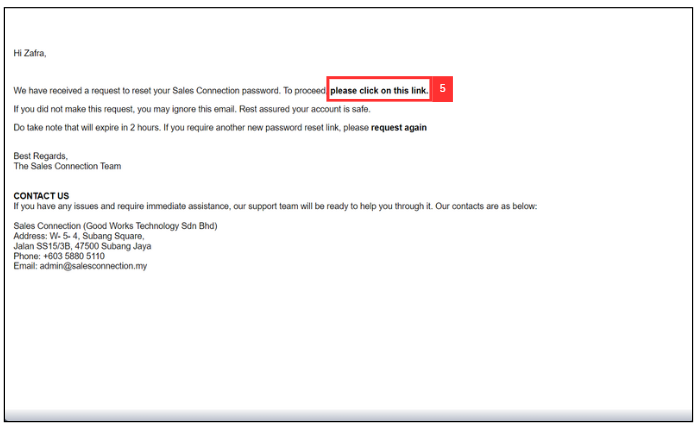 Hi Zafra,
We have received a request to reset your Sales Connection password. To proceed please click on this link. 5
If you did not make this request, you may ignore this email. Rest assured your account is safe.
Do take note that will expire in 2 hours. If you require another new password reset link, please request again
Best Regards,
The Sales Connection Team
CONTACT US
If you have any issues and require immediate assistance, our support team will be ready to help you through it. Our contacts are as below:
Sales Connection (Good Works Technology Sdn Bhd)
Address: W- 5- 4, Subang Square,
Jalan SS15/3B, 47500 Subang Jaya
Phone: +603 5880 5110
Email: admin@salesconnection.my